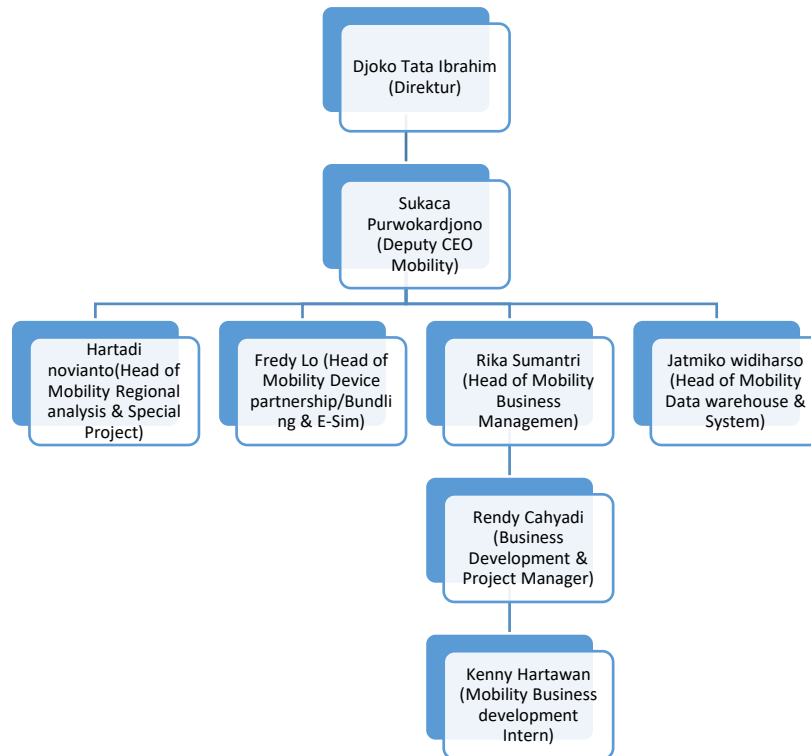 Djoko Tata Ibrahim
(Direktur)
Sukaca
Purwokardjono
(Deputy CEO
Mobility)
Hartadi
novianto(Head of
Mobility Regional
analysis & Special
Project)
Fredy Lo (Head of
Mobility Device
partnership/Bundli
ng & E-Sim)
Rika Sumantri
(Head of Mobility
Business
Managemen)
Jatmiko widiharso
(Head of Mobility
Data warehouse &
System)
Rendy Cahyadi
(Business
Development &
Project Manager)
Kenny Hartawan
(Mobility Business
development
Intern)